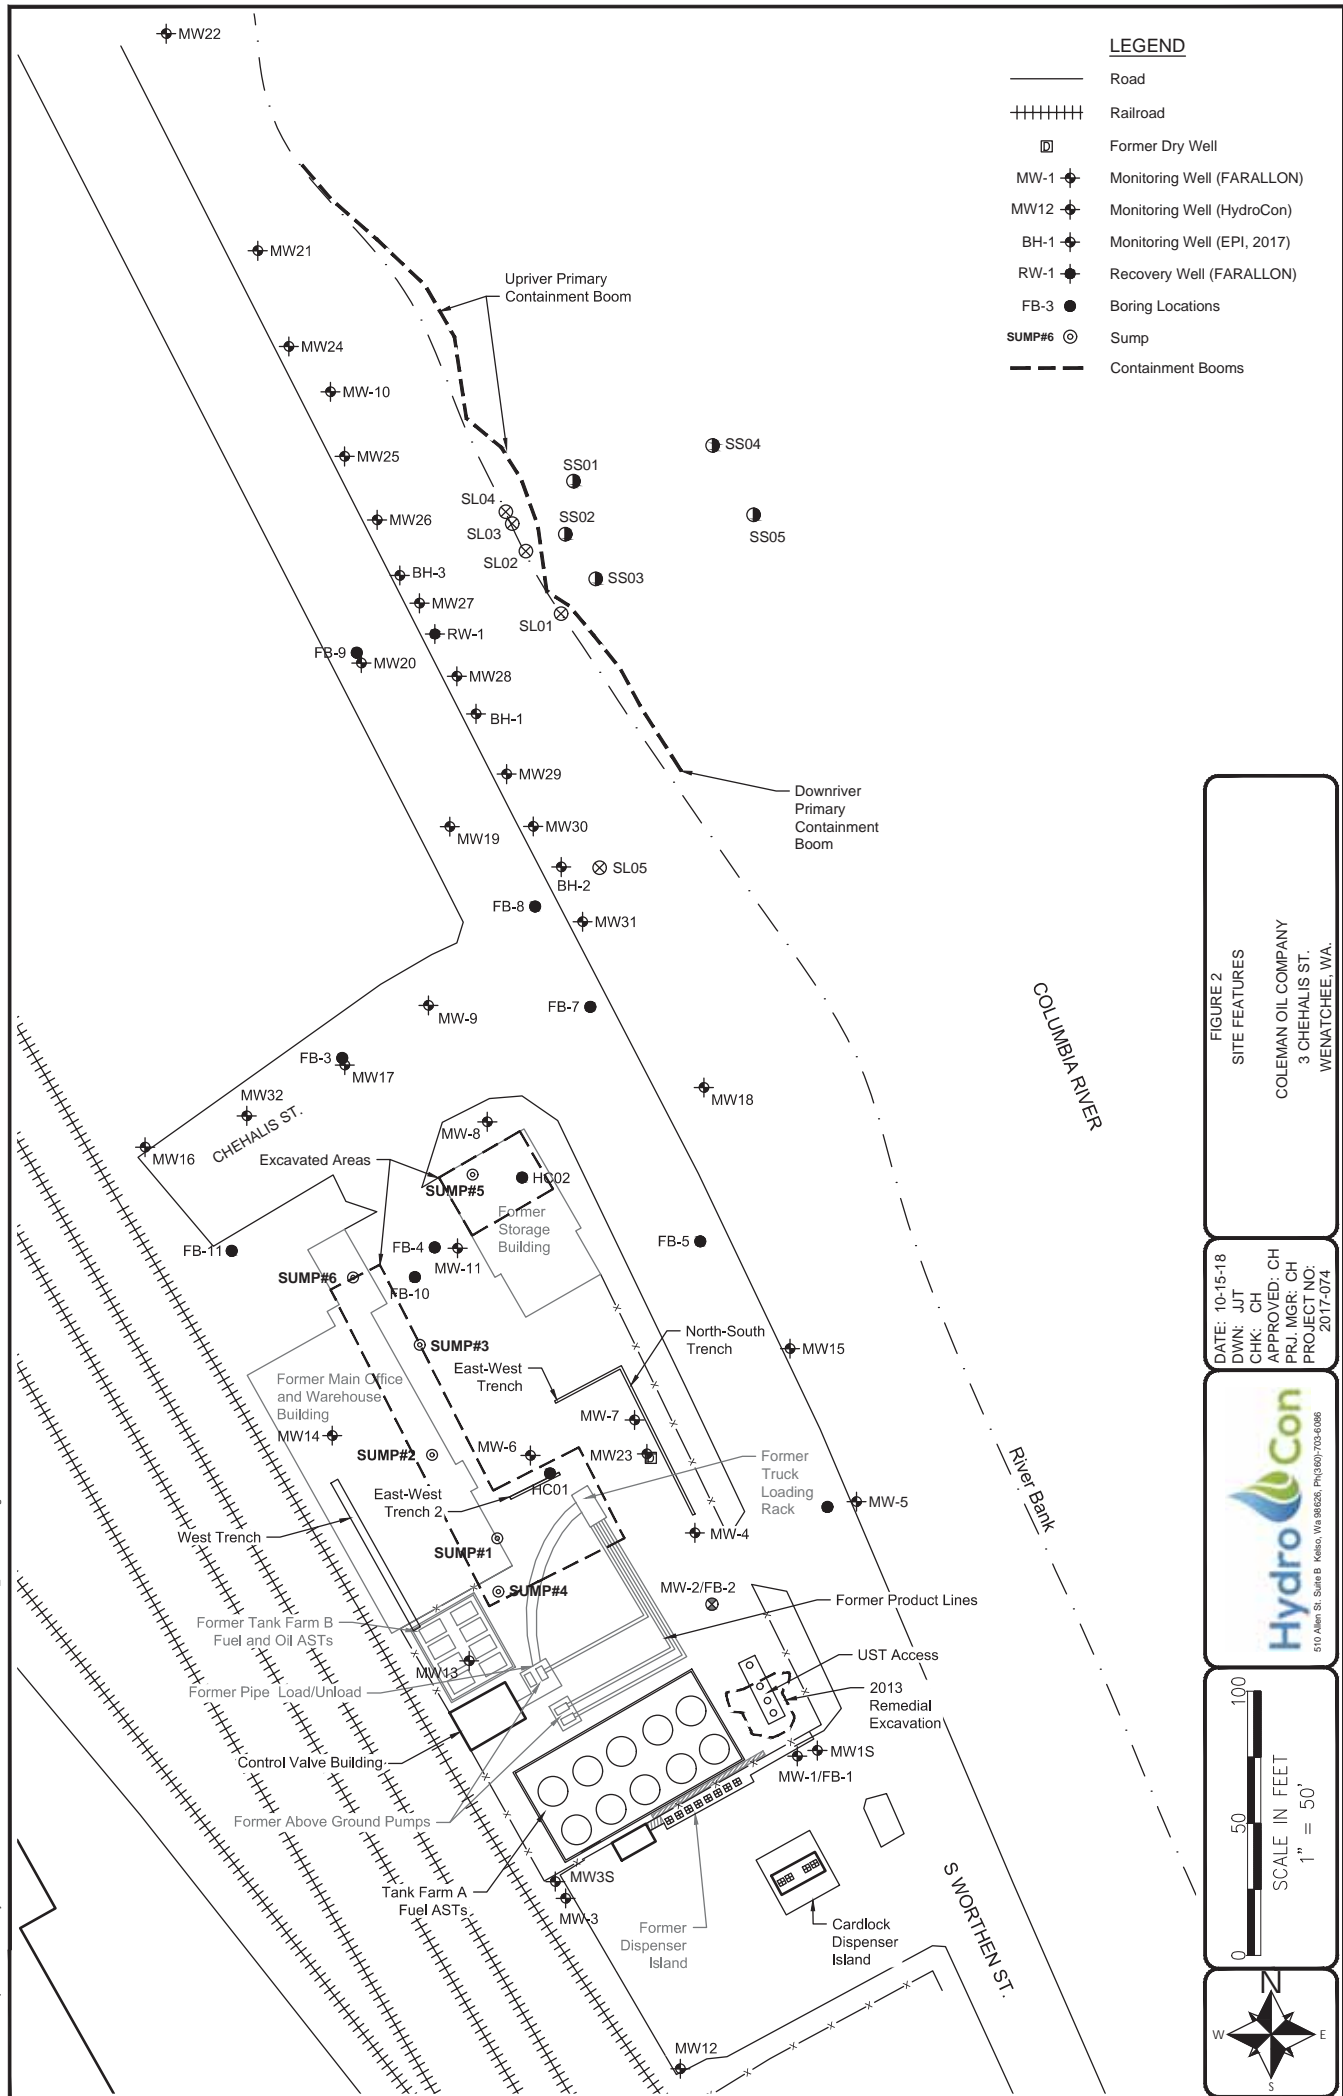 LEGEND
Road
Railroad
D
Former Dry Well
MW-1
Monitoring Well (FARALLON)
MW12
Monitoring Well (HydroCon)
BH-1
Monitoring Well (EPI, 2017)
RW-1
Recovery Well (FARALLON)
FB-3
Boring Locations
SUMP#6
Sump
Containment Booms
MW22
MW21
Upriver Primary
Containment Boom
MW24
MW-10
MW25
SS04
SS01
SL04
SS02
SS05
MW26
SL03
SL02
BH-3
SS03
MW27
SL01
RW-1
FB-9
MW20
MW28
BH-1
MW29
Downriver
Primary
Containment
Boom
MW19
MW30
BH-2
SL05
FB-8
MW31
MW-9
FB-7
COLUMBIA RIVER
FB-3
MW17
MW18
MW32
CHEHALIS ST.
MW16
MW-8
Excavated Areas
SUMP#5
HC02
Former
Storage
Building
FB-11
FB-4
MW-11
FB-5
SUMP#6
FB-10
SUMP#3
North-South
Trench
MW15
East-West
Trench
Former Main Office
and Warehouse
Building
MW14
MW-7
SUMP#2
MW-6
MW23
D
Former
Truck
Loading
Rack
HC01
East-West
Trench 2
River Bank
MW-5
West Trench
SUMP#1
MW-4
SUMP#4
MW-2/FB-2
Former Product Lines
Former Tank Farm B
Fuel and Oil ASTs
UST Access
MW13
Former Pipe Load/Unload
2013
Remedial
Excavation
Control Valve Building
MW1S
MW-1/FB-1
Former Above Ground Pumps
MW3S
Tank Farm A
Fuel ASTs
MW-3
Former
Dispenser
Island
Cardlock
Dispenser
Island
S WORTHEN ST.
MW12
FIGURE 2
SITE FEATURES
COLEMAN OIL COMPANY
3 CHEHALIS ST.
WENATCHEE, WA.
DATE: 10-15-18
DWN: JJT
CHK: CH
APPROVED: CH
PRJ. MGR: CH
PROJECT NO:
2017-074
HydroCon
510 Allen St. Suite B Kelso, Wa 98626, Ph(360)-703-6086
0 50 100
SCALE IN FEET
1" = 50'
N
W
E
S